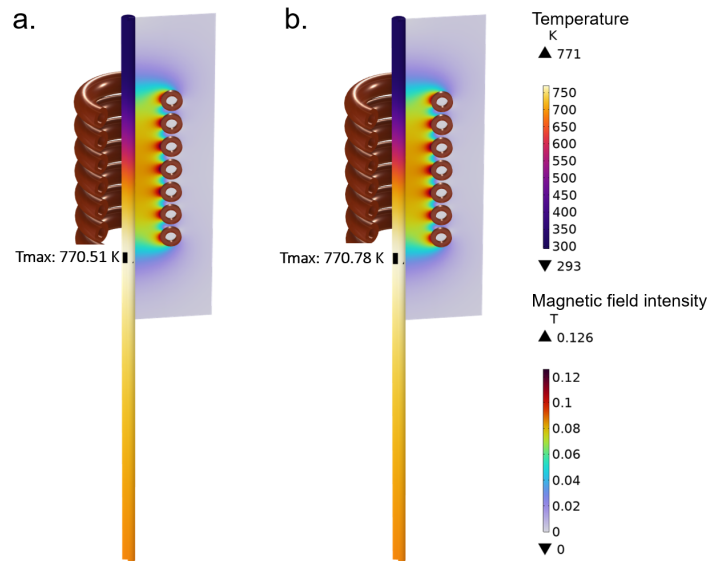 a.
b.
Temperature
K
▲ 771
750
700
650
600
550
500
450
400
350
300
▼ 293
Tmax: 770.51 K
Tmax: 770.78 K
Magnetic field intensity
T
▲ 0.126
0.12
0.1
0.08
0.06
0.04
0.02
0
▼ 0